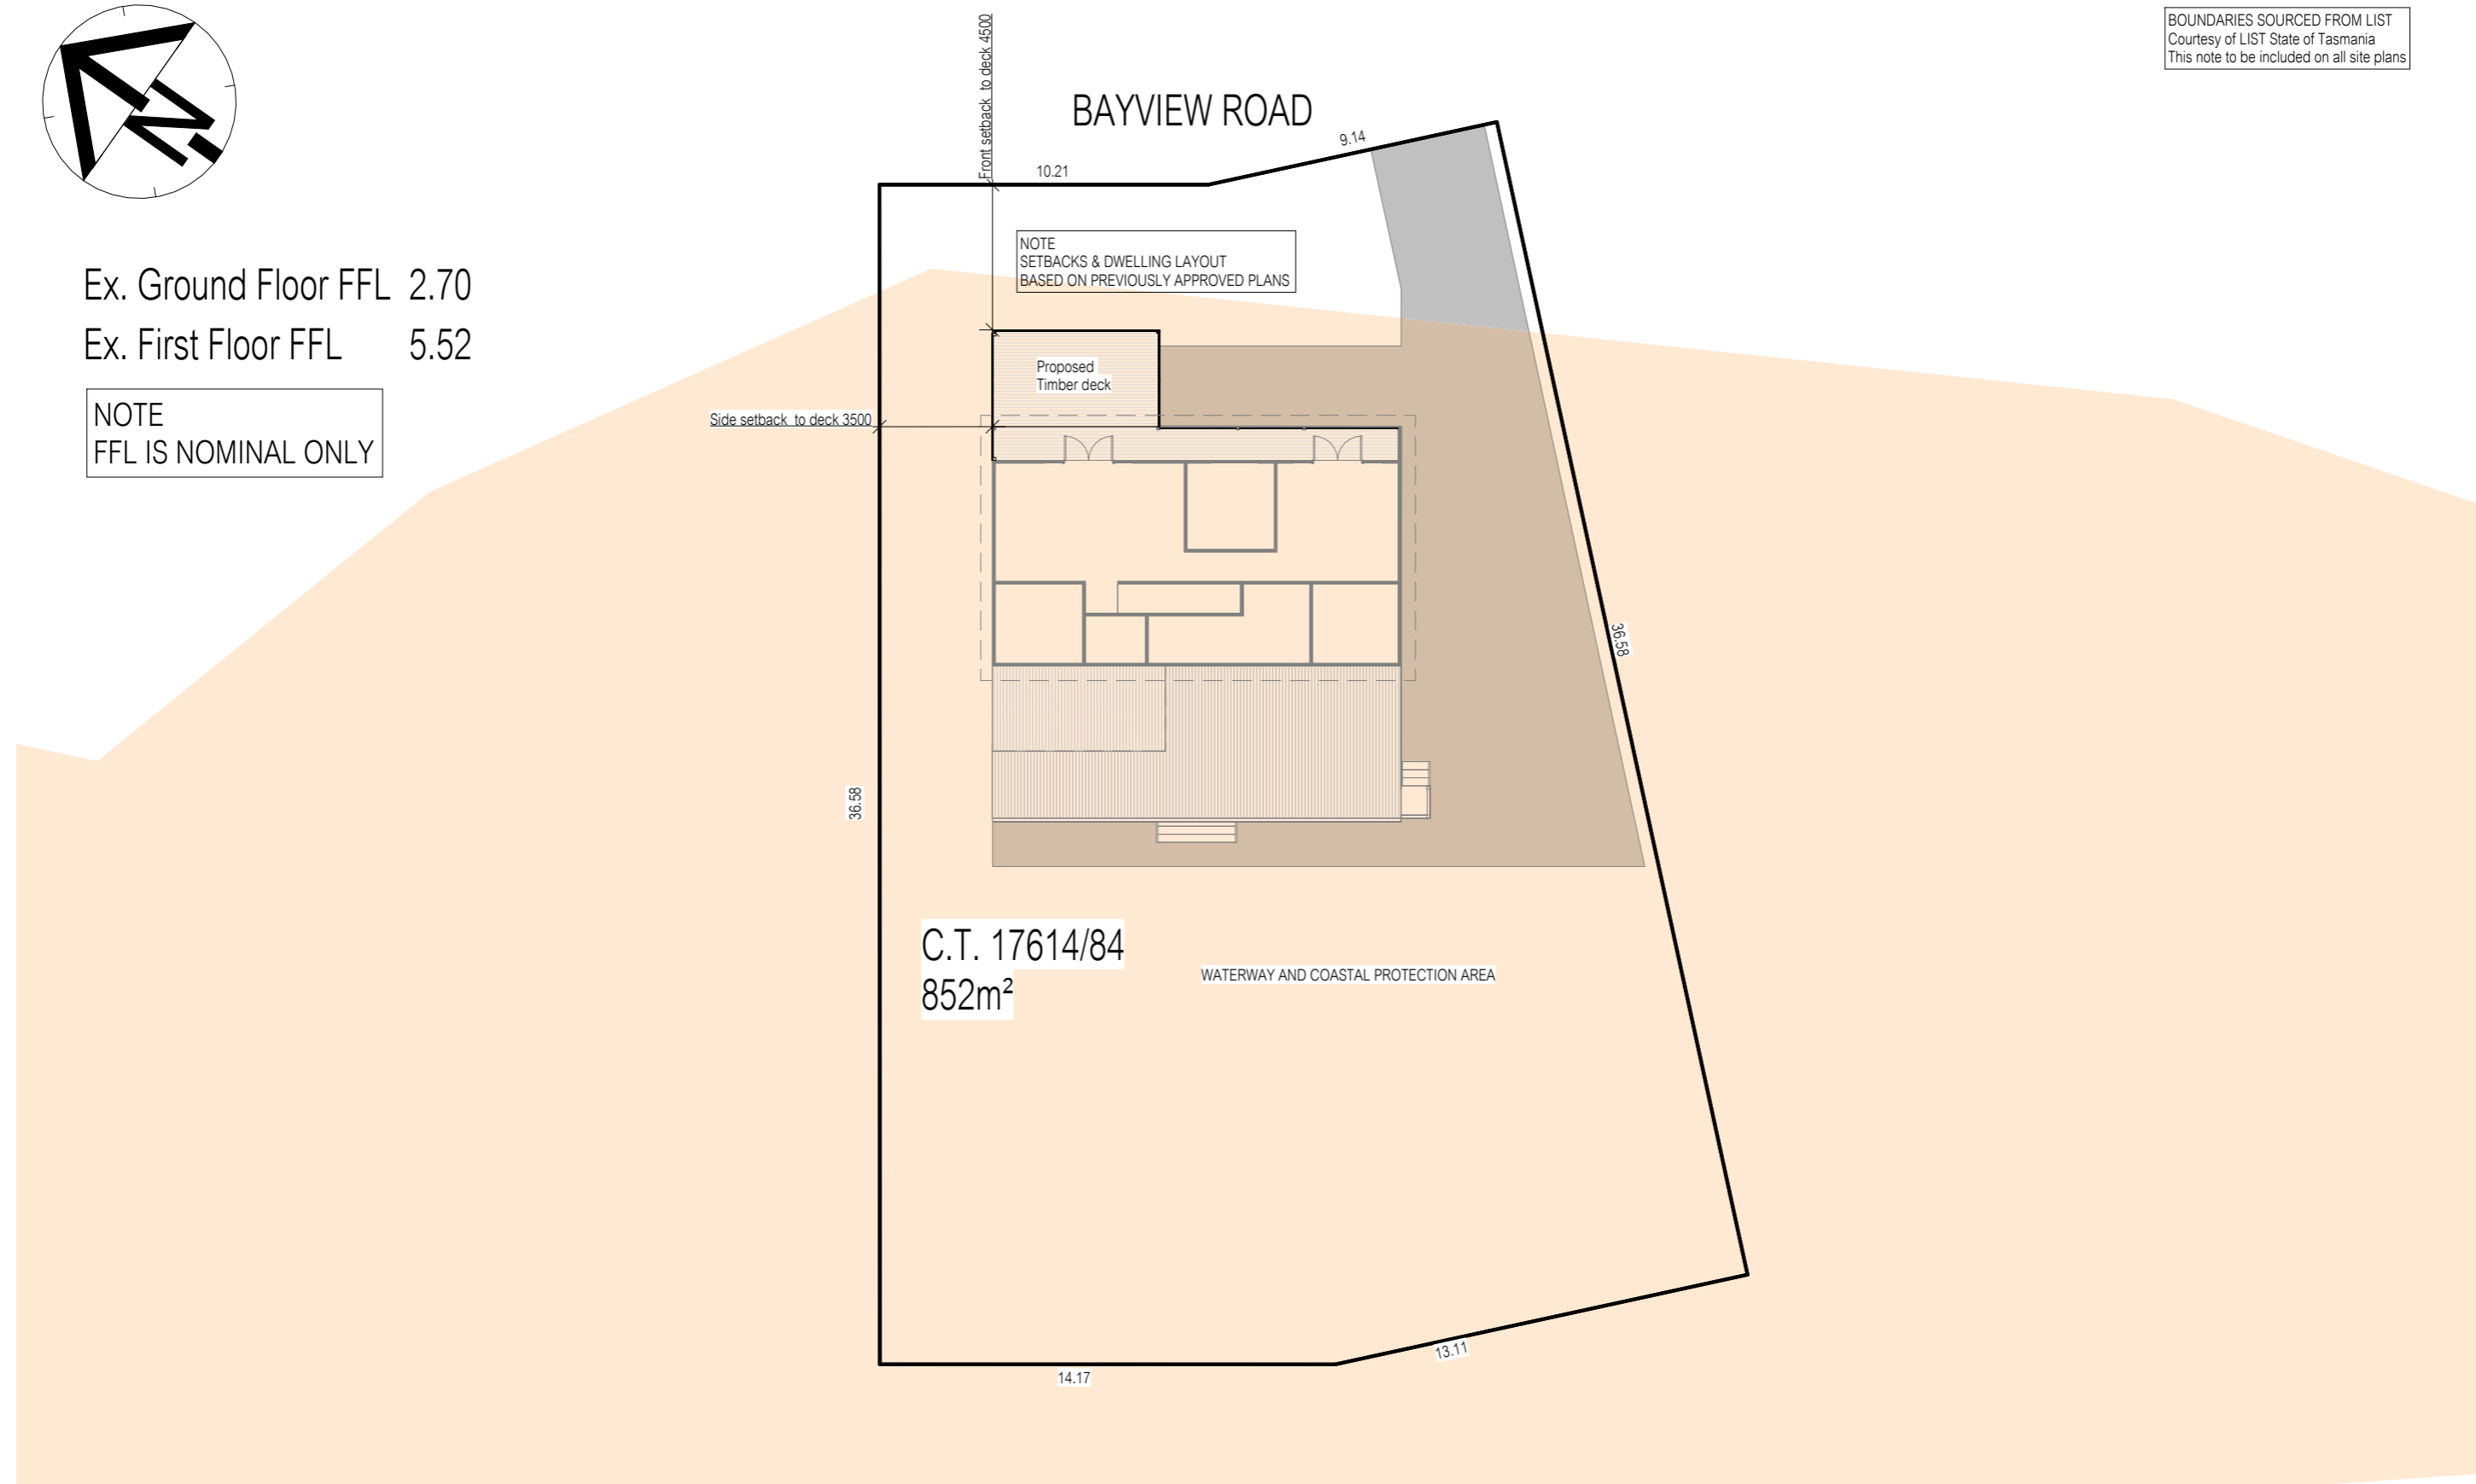 N
Front setback to deck 4500
BAYVIEW ROAD
BOUNDARIES SOURCED FROM LIST
Courtesy of LIST State of Tasmania
This note to be included on all site plans
9.14
10.21
NOTE
SETBACKS & DWELLING LAYOUT
BASED ON PREVIOUSLY APPROVED PLANS
Ex. Ground Floor FFL 2.70
Ex. First Floor FFL 5.52
NOTE
FFL IS NOMINAL ONLY
Proposed
Timber deck
Side setback to deck 3500
36.58
36.58
C.T. 17614/84
852m²
WATERWAY AND COASTAL PROTECTION AREA
13.11
14.17